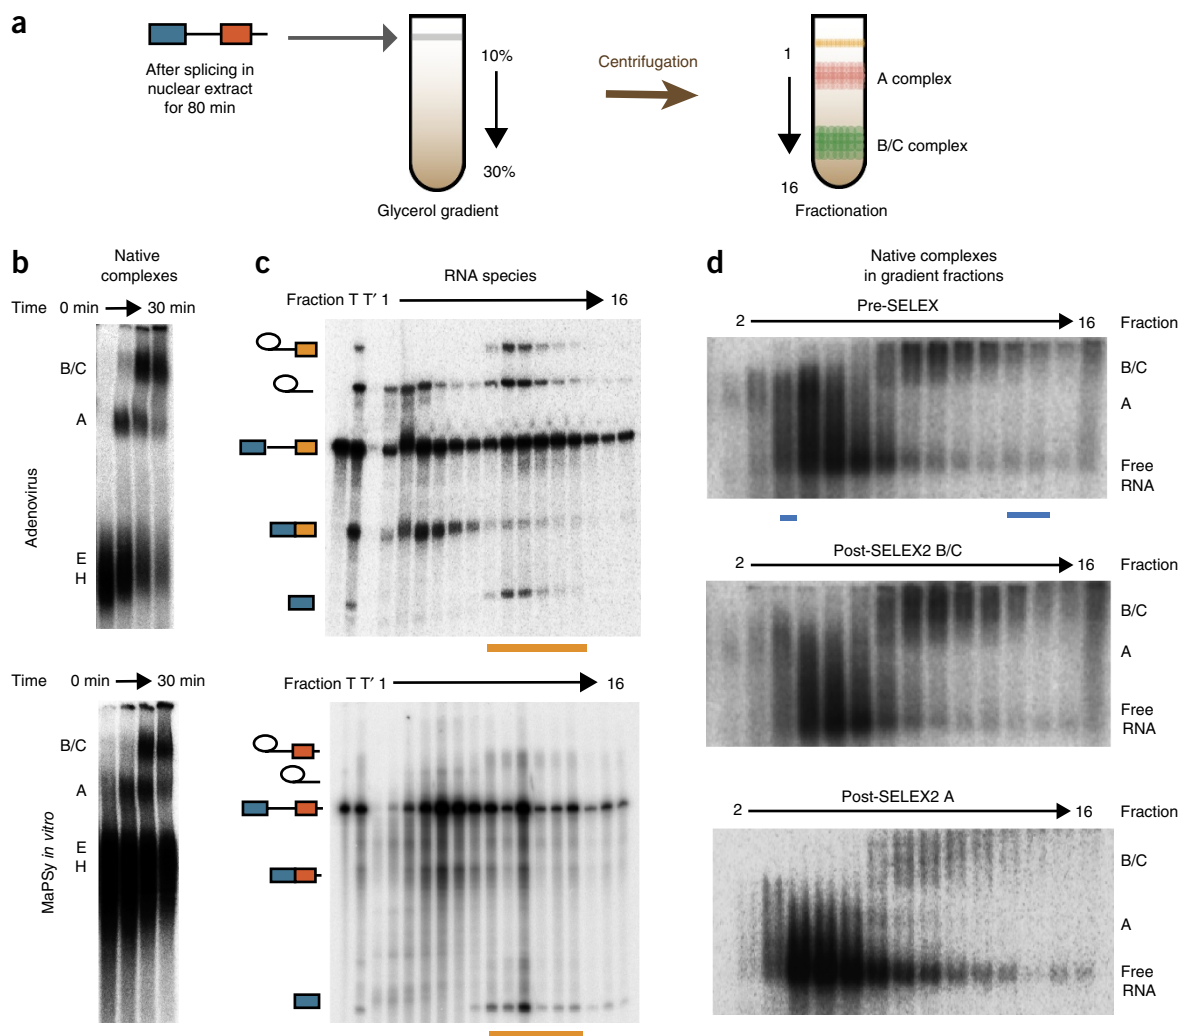 a
After splicing in
nuclear extract
for 80 min
10%
30%
Glycerol gradient
Centrifugation
1
16
A complex
B/C complex
Fractionation
b
Native
complexes
Time 0 min 30 min
B/C
A
E
H
Adenovirus
Time 0 min 30 min
B/C
A
E
H
MaPSy in vitro
c
RNA species
Fraction T T′ 1 16
Fraction T T′ 1 16
d
Native complexes
in gradient fractions
Pre-SELEX
2 16 Fraction
B/C
A
Free
RNA
Post-SELEX2 B/C
2 16 Fraction
B/C
A
Free
RNA
Post-SELEX2 A
2 16 Fraction
B/C
A
Free
RNA